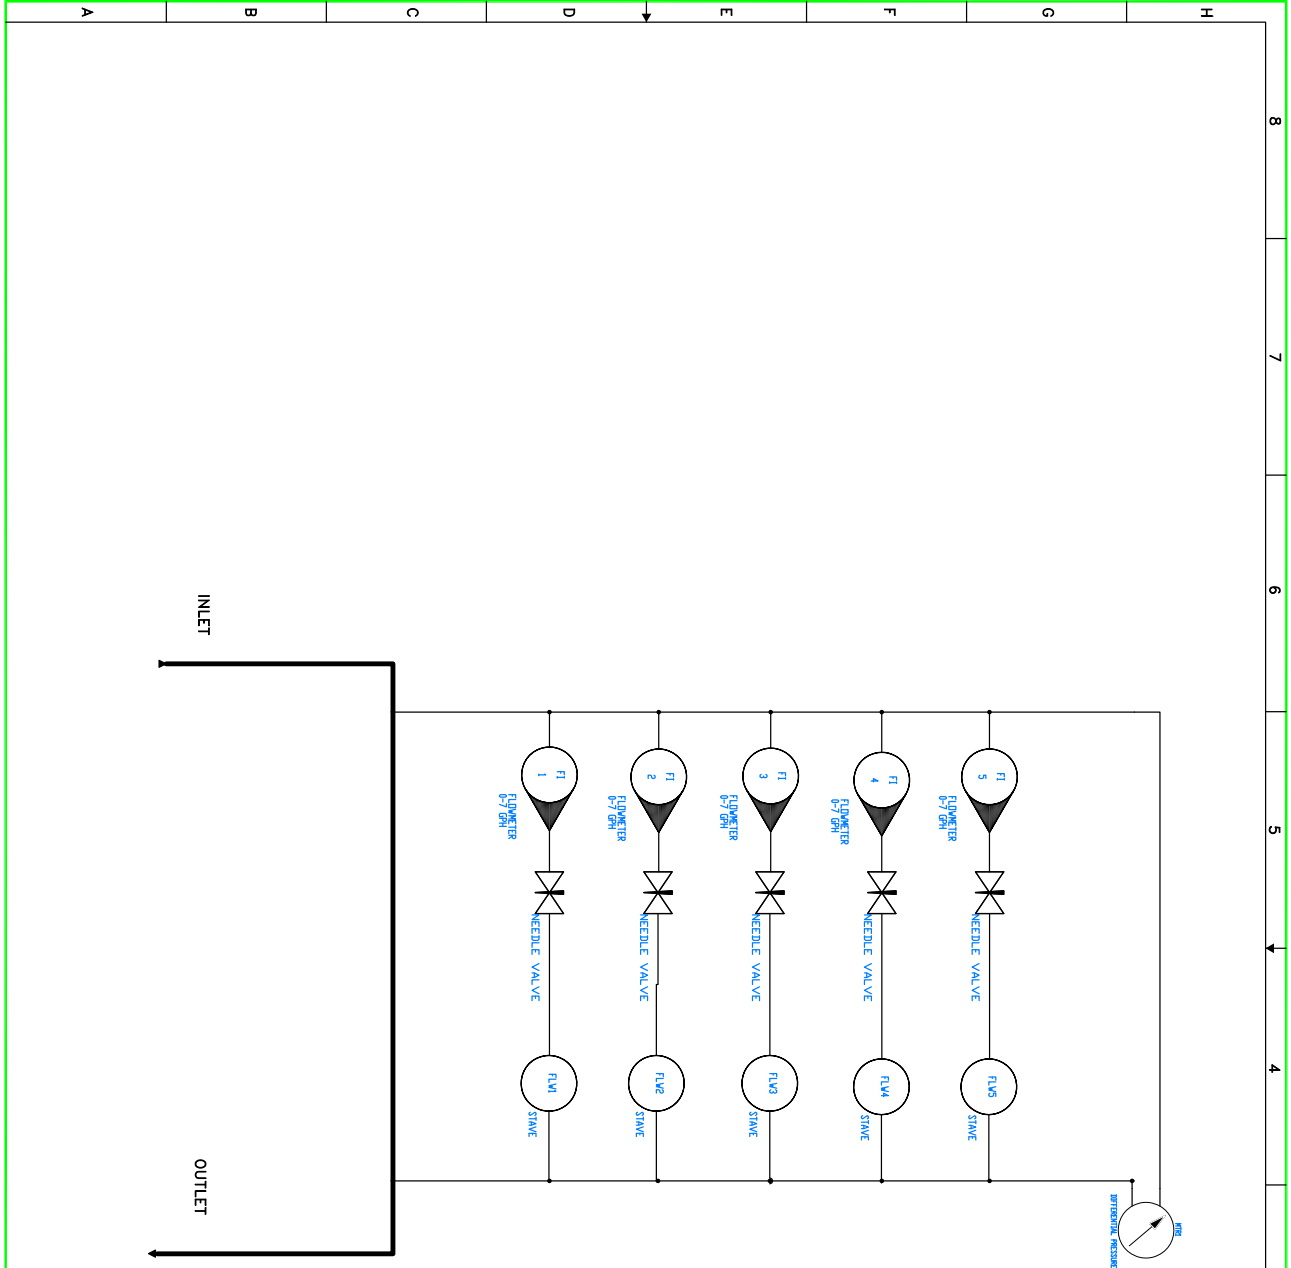 A
B
C
D
E
F
G
H
8
7
6
5
4
INLET
OUTLET
FI
1
FLOWMETER
0-7 GPH
NEEDLE VALVE
FLW1
STAVE
FI
2
FLOWMETER
0-7 GPH
NEEDLE VALVE
FLW2
STAVE
FI
3
FLOWMETER
0-7 GPH
NEEDLE VALVE
FLW3
STAVE
FI
4
FLOWMETER
0-7 GPH
NEEDLE VALVE
FLW4
STAVE
FI
5
FLOWMETER
0-7 GPH
NEEDLE VALVE
FLW5
STAVE
DIFFERENTIAL PRESSURE